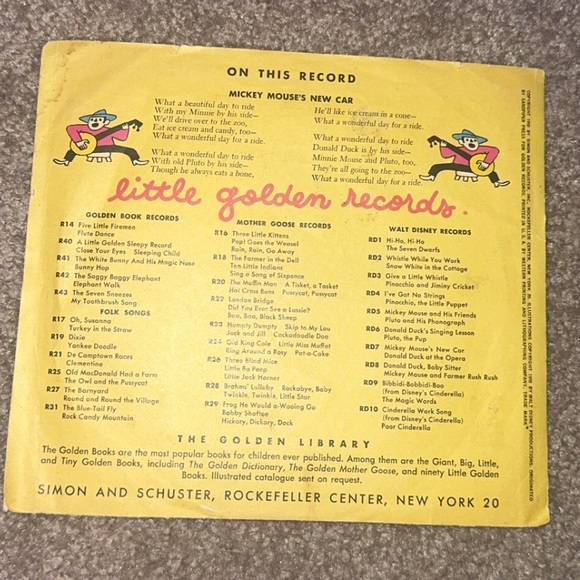 ON THIS RECORD
MICKEY MOUSE'S NEW CAR
What a beautiful day to ride
With my Minnie by his side—
We'll drive over to the zoo,
Eat ice cream and candy, too—
What a wonderful day for a ride.
What a wonderful day to ride
With old Pluto by his side—
Though he always eats a bone,
He'll like ice cream in a cone—
What a wonderful day for a ride.
What a wonderful day to ride
Donald Duck is by his side—
Minnie Mouse and Pluto, too,
They're all going to the zoo—
What a wonderful day for a ride.
little golden records.
GOLDEN BOOK RECORDS
R14 Five Little Firemen
Flute Dance
R40 A Little Golden Sleepy Record
Close Your Eyes Sleeping Child
R41 The White Bunny And His Magic Nose
Bunny Hop
R42 The Saggy Baggy Elephant
Elephant Walk
R43 The Seven Sneezes
My Toothbrush Song
FOLK SONGS
R17 Oh, Susanna
Turkey in the Straw
R19 Dixie
Yankee Doodle
R21 De Camptown Races
Clementine
R25 Old MacDonald Had a Farm
The Owl and the Pussycat
R27 The Barnyard
Round and Round the Village
R31 The Blue-Tail Fly
Rock Candy Mountain
MOTHER GOOSE RECORDS
R16 Three Little Kittens
Pop! Goes the Weasel
Rain, Rain, Go Away
R18 The Farmer in the Dell
Ten Little Indians
Sing a Song of Sixpence
R20 The Muffin Man A Tisket, a Tasket
Hot Cross Buns Pussycat, Pussycat
R22 London Bridge
Did You Ever See a Lassie?
Baa, Baa, Black Sheep
R23 Humpty Dumpty Skip to My Lou
Jack and Jill Cockadoodle Doo
R24 Old King Cole Little Miss Muffet
Ring Around a Rosy Pat-a-Cake
R26 Three Blind Mice
Little Bo Peep
Little Jack Horner
R28 Brahms' Lullaby Rockabye, Baby
Twinkle, Twinkle, Little Star
R29 Frog He Would a-Wooing Go
Bobby Shaftoe
Hickory, Dickory, Dock
WALT DISNEY RECORDS
RD1 Hi-Ho, Hi-Ho
The Seven Dwarfs
RD2 Whistle While You Work
Snow White in the Cottage
RD3 Give a Little Whistle
Pinocchio and Jiminy Cricket
RD4 I've Got No Strings
Pinocchio, the Little Puppet
RD5 Mickey Mouse and His Friends
Pluto and His Phonograph
RD6 Donald Duck's Singing Lesson
Pluto, the Pup
RD7 Mickey Mouse's New Car
Donald Duck at the Opera
RD8 Donald Duck, Baby Sitter
Mickey Mouse and Farmer Rush Rush
RD9 Bibbidi-Bobbidi-Boo
(from Disney's Cinderella)
The Magic Words
RD10 Cinderella Work Song
(from Disney's Cinderella)
Poor Cinderella
THE GOLDEN LIBRARY
The Golden Books are the most popular books for children ever published. Among them are the Giant, Big, Little,
and Tiny Golden Books, including The Golden Dictionary, The Golden Mother Goose, and ninety Little Golden
Books. Illustrated catalogue sent on request.
SIMON AND SCHUSTER, ROCKEFELLER CENTER, NEW YORK 20